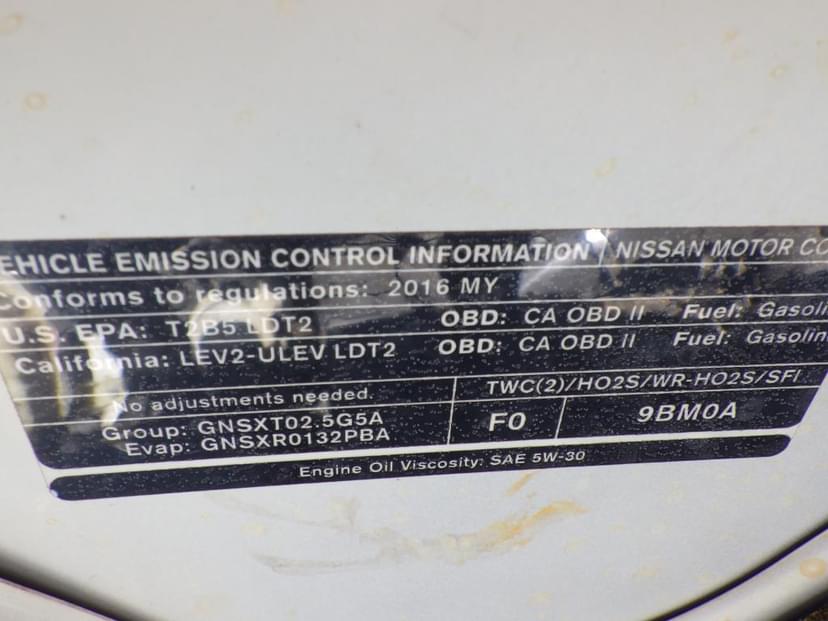 EHICLE EMISSION CONTROL INFORMATION NISSAN MOTOR CO
Conforms to regulations: 2016 MY
U.S. EPA: T2B5 LDT2 OBD: CA OBD II Fuel: Gasolin
California: LEV2-ULEV LDT2 OBD: CA OBD II Fuel: Gasolin
No adjustments needed. TWC(2)/HO2S/WR-HO2S/SFI
Group: GNSXT02.5G5A F0 9BM0A
Evap: GNSXR0132PBA
Engine Oil Viscosity: SAE 5W-30